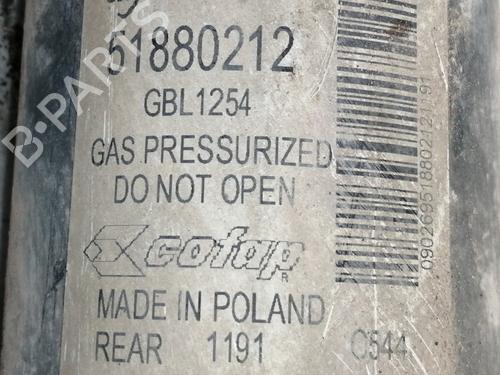 51880212
GBL1254
GAS PRESSURIZED
DO NOT OPEN
cofap
MADE IN POLAND
REAR 1191 C544
B-PARTS